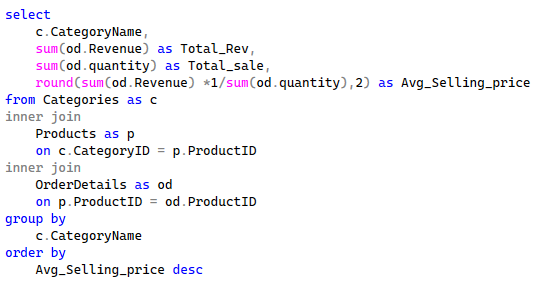 select
    c.CategoryName,
    sum(od.Revenue) as Total_Rev,
    sum(od.quantity) as Total_sale,
    round(sum(od.Revenue) *1/sum(od.quantity),2) as Avg_Selling_price
from Categories as c
inner join
    Products as p
    on c.CategoryID = p.ProductID
inner join
    OrderDetails as od
    on p.ProductID = od.ProductID
group by
    c.CategoryName
order by
    Avg_Selling_price desc